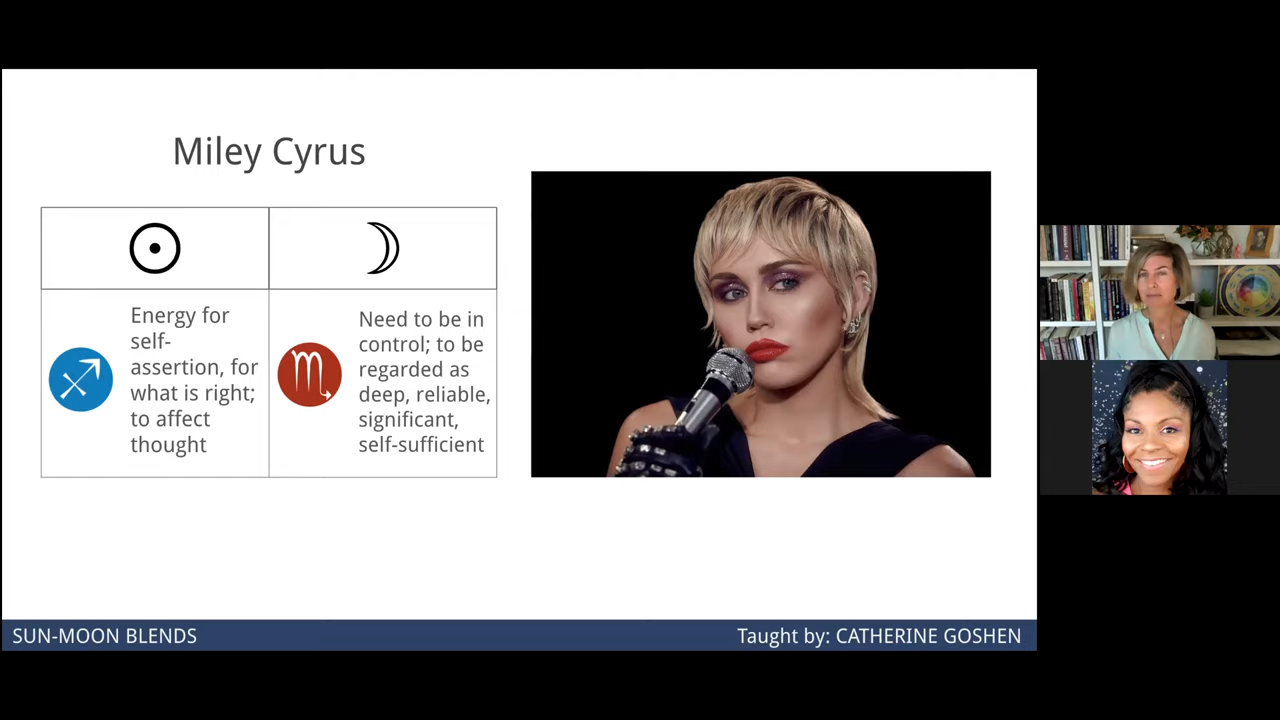 Miley Cyrus
Energy for
self-
assertion, for
what is right;
to affect
thought
Need to be in
control; to be
regarded as
deep, reliable,
significant,
self-sufficient
SUN-MOON BLENDS
Taught by: CATHERINE GOSHEN